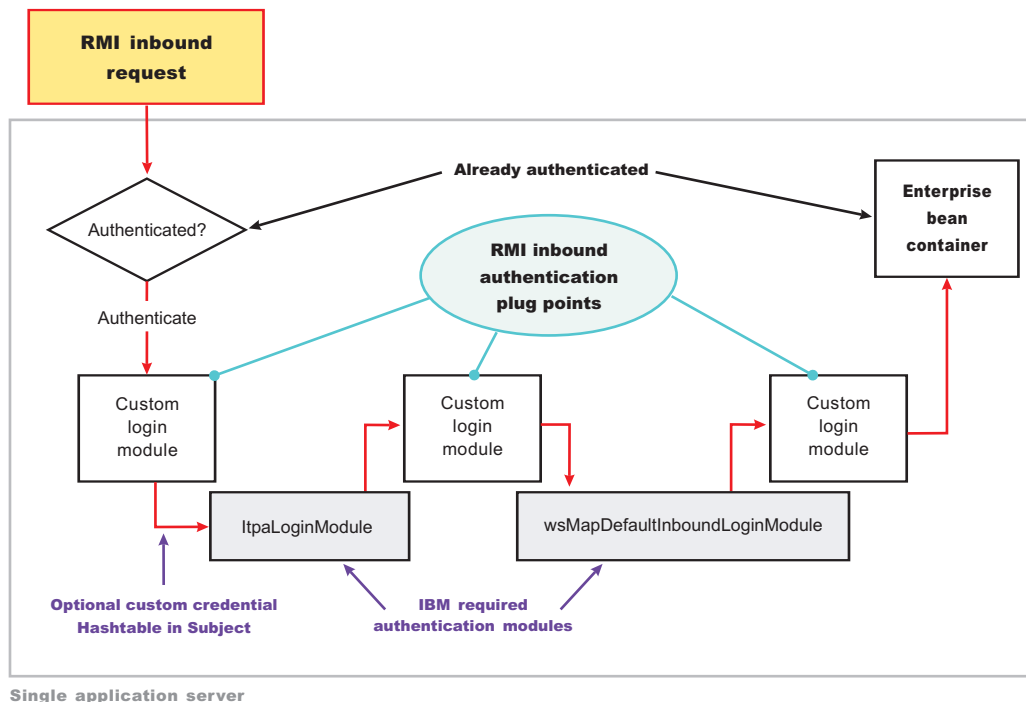 RMI inbound
request
Already authenticated
Enterprise
bean
container
Authenticated?
RMI inbound
authentication
plug points
Authenticate
Custom
login
module
Custom
login
module
Custom
login
module
ltpaLoginModule
wsMapDefaultInboundLoginModule
Optional custom credential
Hashtable in Subject
IBM required
authentication modules
Single application server